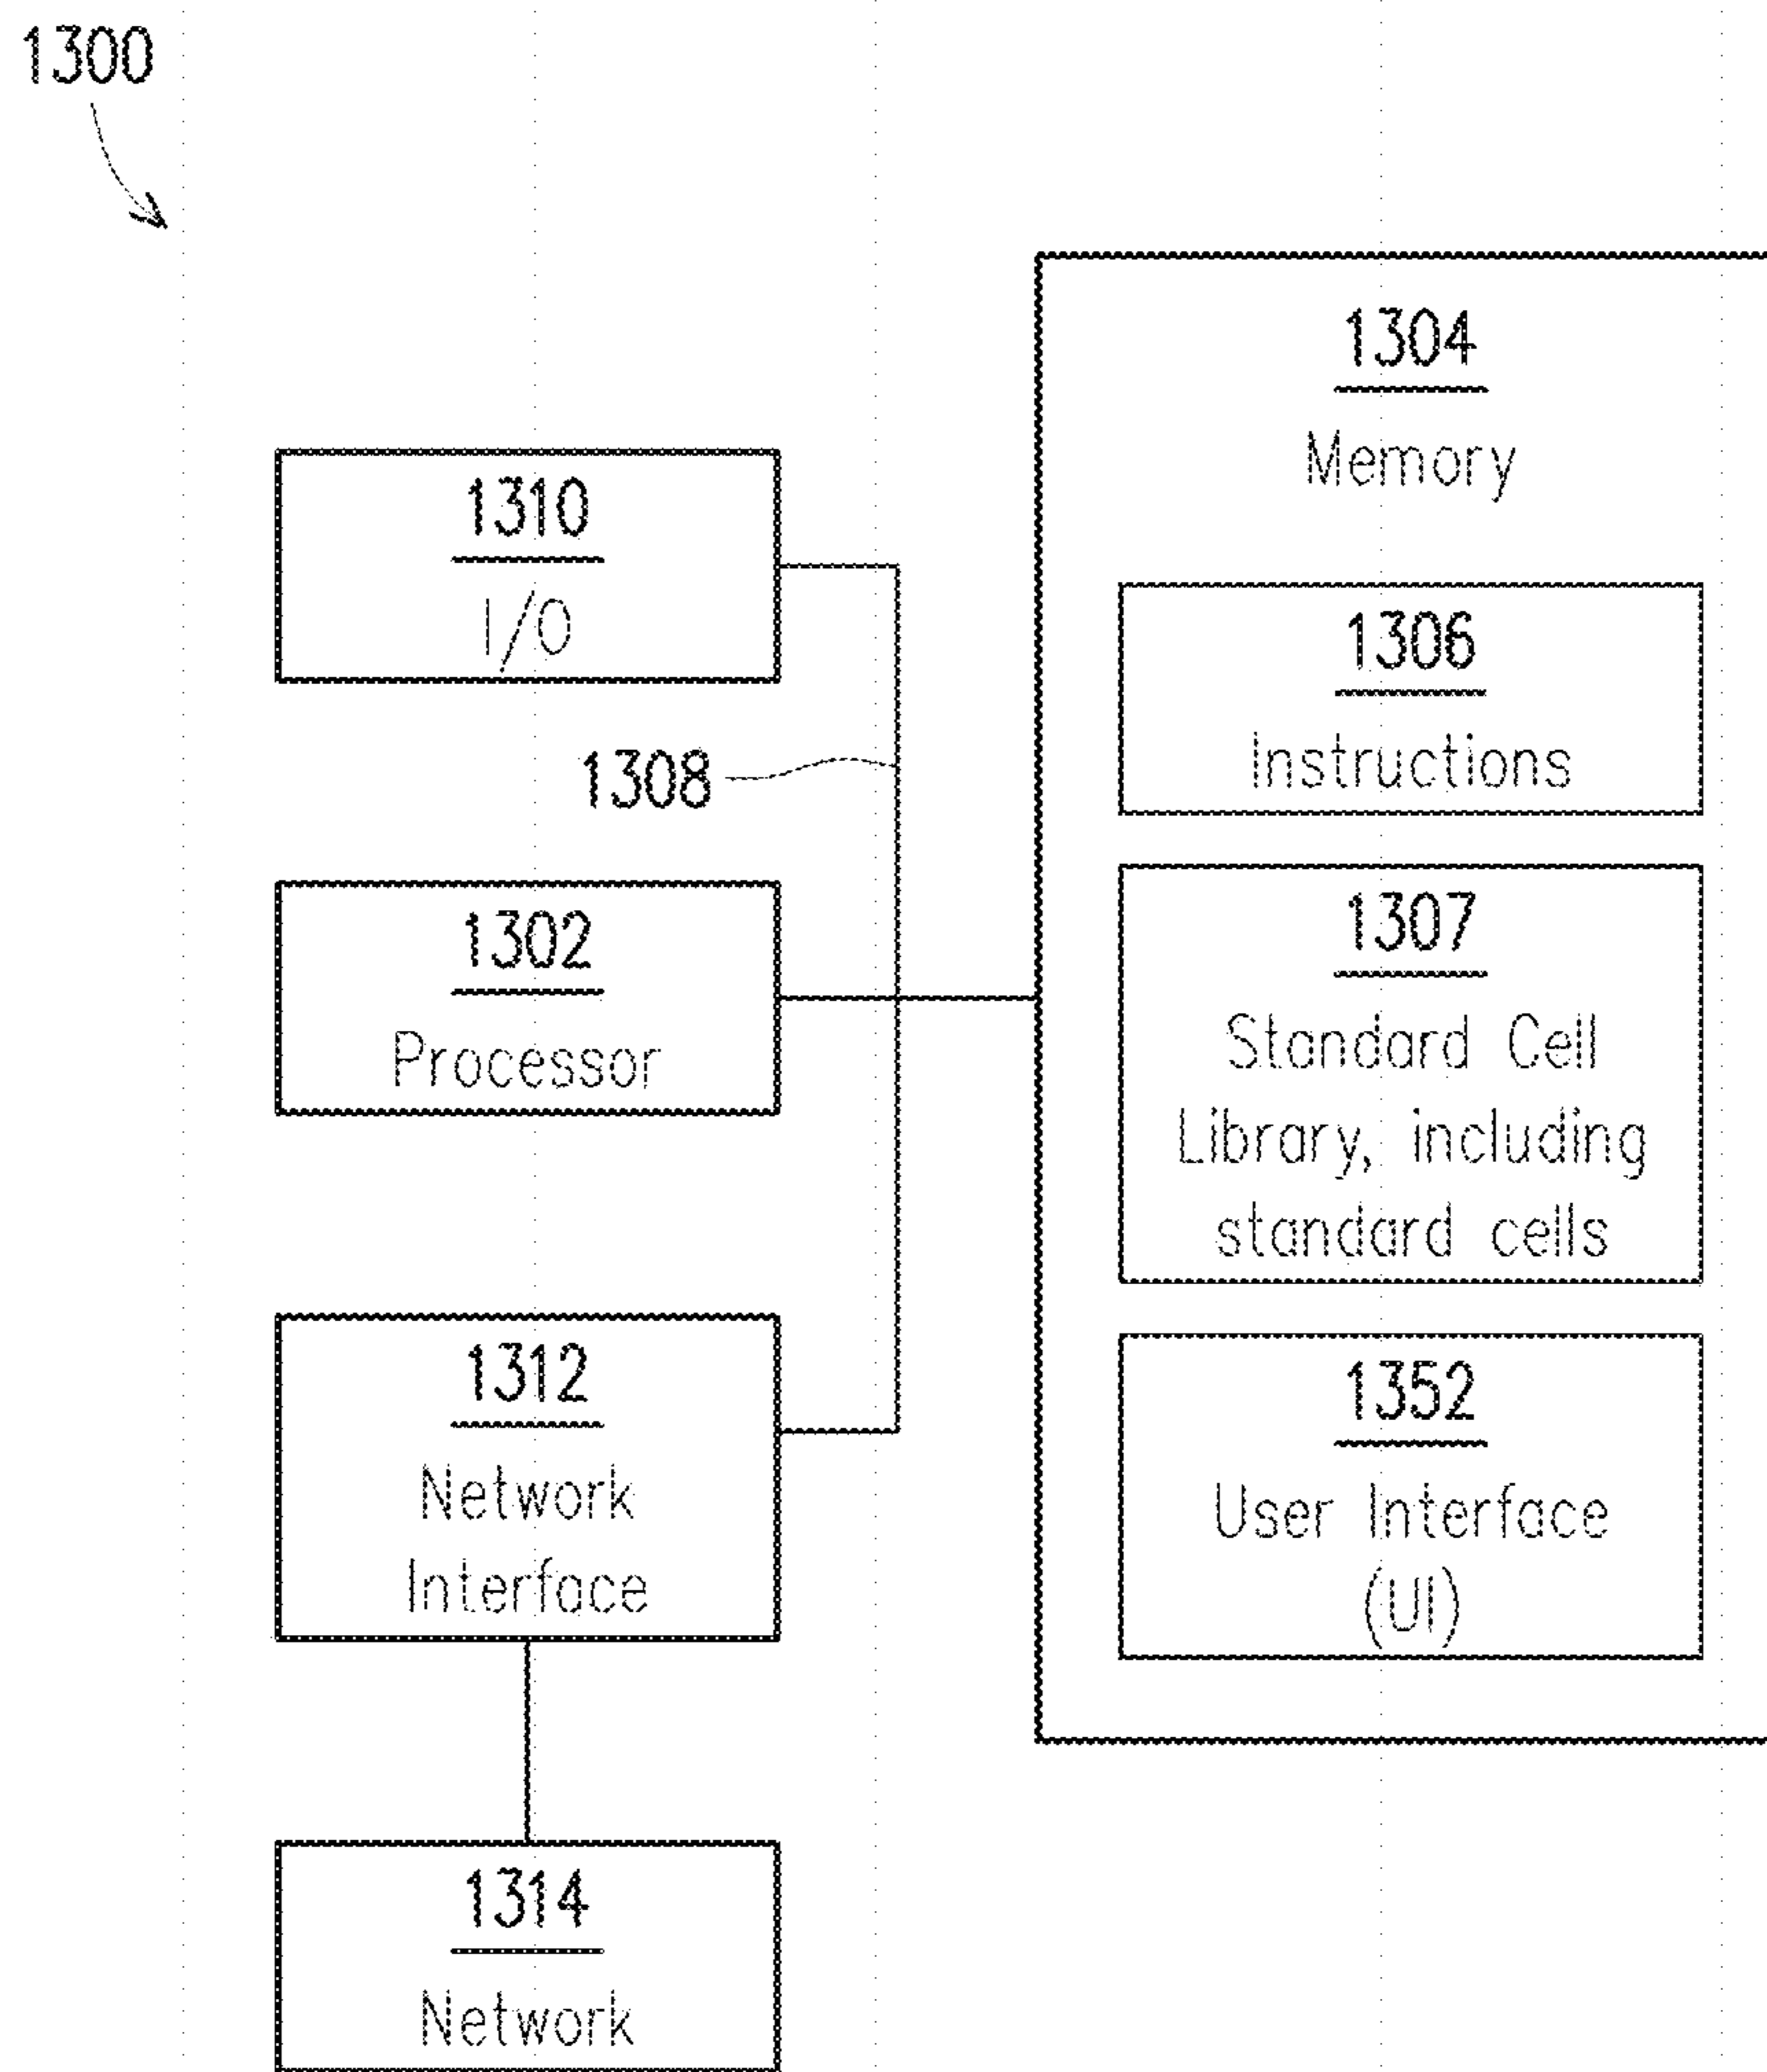 1300
1310
I/O
1308
1302
Processor
1312
Network
Interface
1314
Network
1304
Memory
1306
Instructions
1307
Standard Cell
Library, including
standard cells
1352
User Interface
(UI)